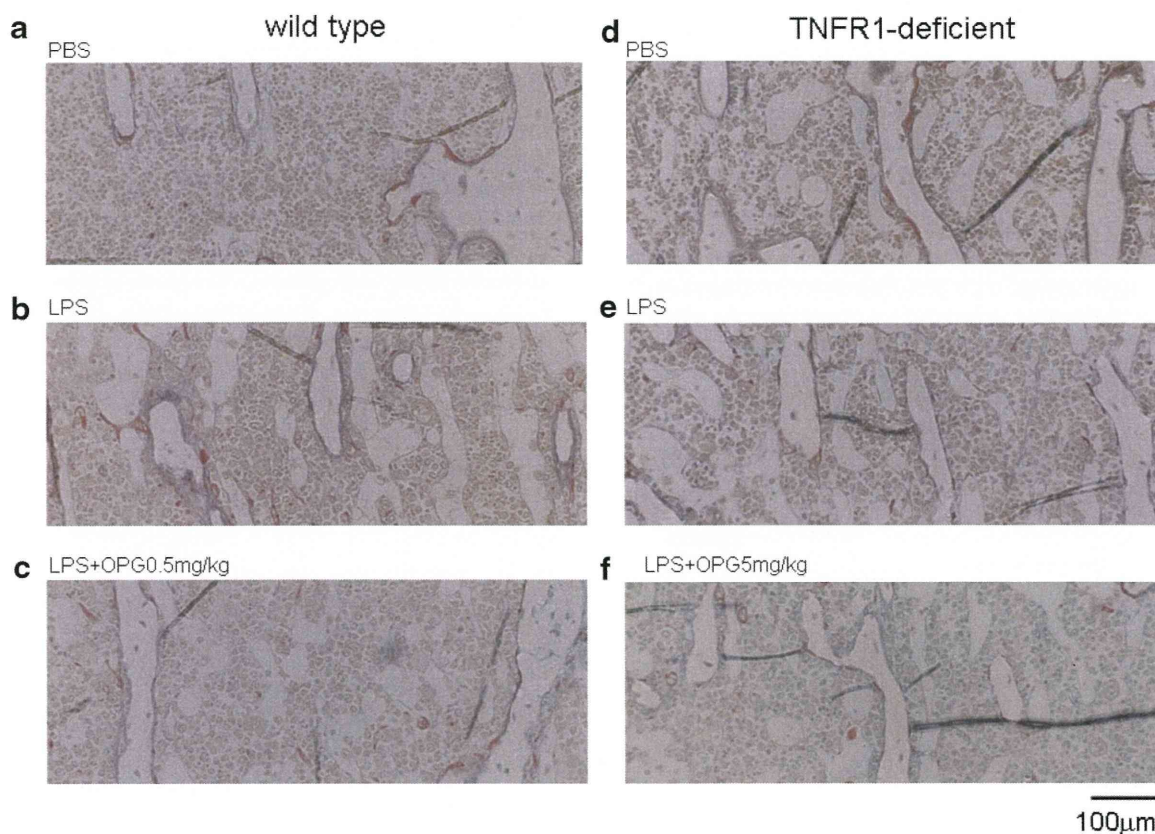 wild type
TNFR1-deficient
a
PBS
d
PBS
b
LPS
e
LPS
c
LPS+OPG0.5mg/kg
f
LPS+OPG5mg/kg
100μm